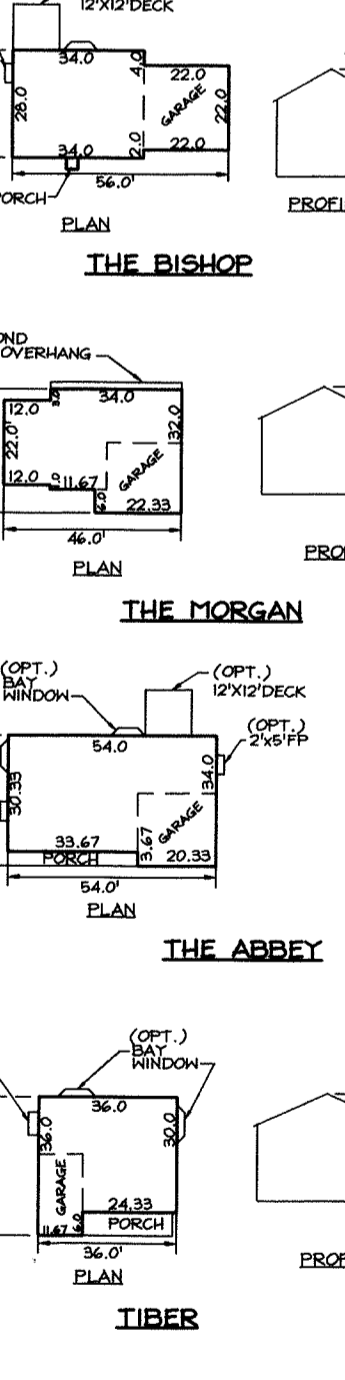 12'X12'DECK
34.0
4.0
22.0
28.0
GARAGE
22.0
34.0
2.0
22.0
PORCH
56.0'
PLAN
PROFI
THE BISHOP
OND
OVERHANG
34.0
12.0
22.0'
32.0
GARAGE
12.0
11.67
6.0
22.33
46.0'
PLAN
PRO
THE MORGAN
(OPT.)
BAY
WINDOW
(OPT.)
12'X12'DECK
(OPT.)
2'x5'FP
54.0
30.33
34.0
GARAGE
33.67
PORCH
3.67
20.33
54.0'
PLAN
THE ABBEY
(OPT.)
BAY
WINDOW
36.0
36.0
30.0
GARAGE
24.33
PORCH
11.67
6.0
36.0'
PLAN
PROF
TIBER